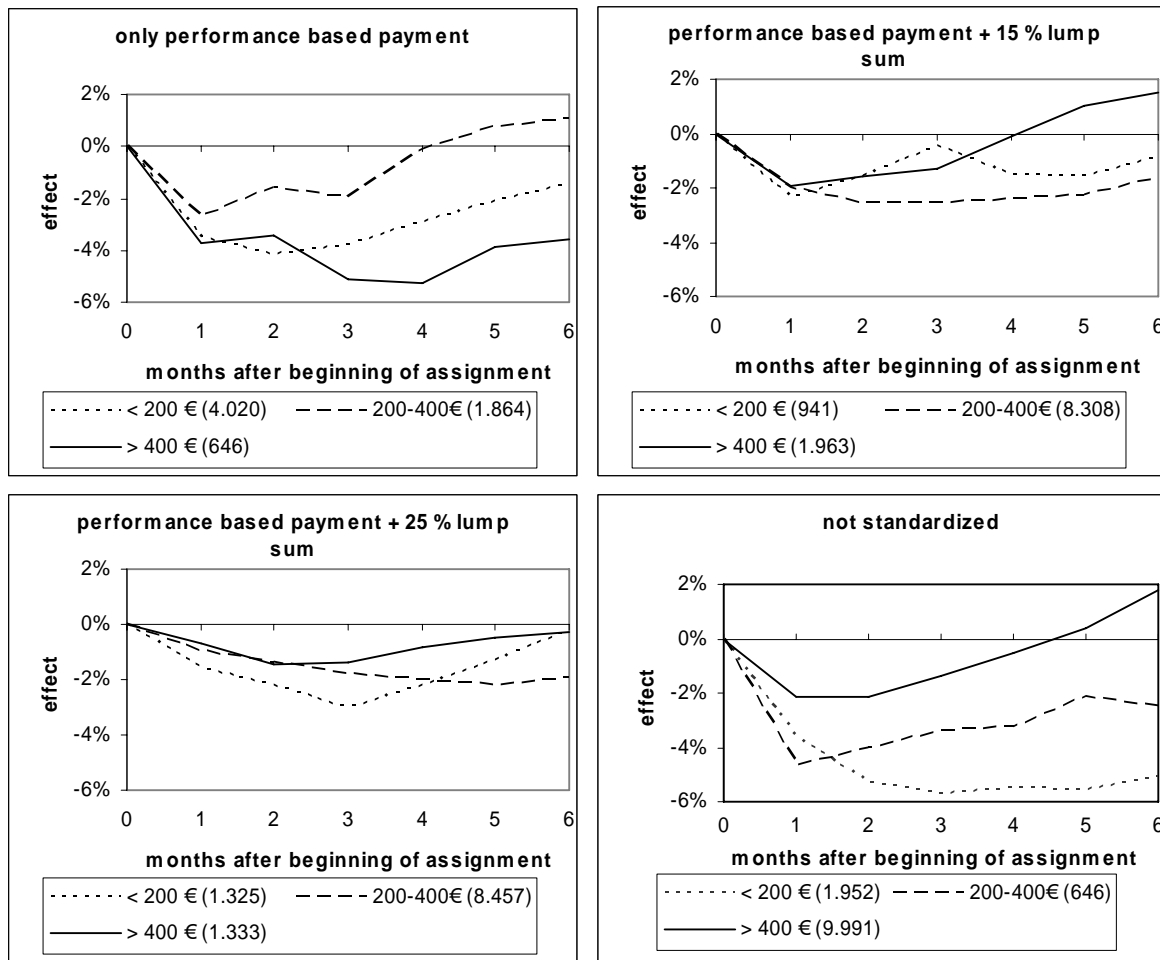 only performance based payment
2%
0%
-2%
-4%
-6%
effect
0 1 2 3 4 5 6
months after beginning of assignment
< 200 € (4.020) 200-400€ (1.864)
> 400 € (646)
performance based payment + 15 % lump
sum
2%
0%
-2%
-4%
-6%
effect
0 1 2 3 4 5 6
months after beginning of assignment
< 200 € (941) 200-400€ (8.308)
> 400 € (1.963)
performance based payment + 25 % lump
sum
2%
0%
-2%
-4%
-6%
effect
0 1 2 3 4 5 6
months after beginning of assignment
< 200 € (1.325) 200-400€ (8.457)
> 400 € (1.333)
not standardized
2%
0%
-2%
-4%
-6%
effect
0 1 2 3 4 5 6
months after beginning of assignment
< 200 € (1.952) 200-400€ (646)
> 400 € (9.991)